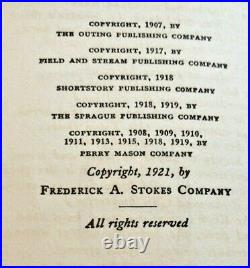 COPYRIGHT, 1907, BY
THE OUTING PUBLISHING COMPANY
COPYRIGHT, 1917, BY
FIELD AND STREAM PUBLISHING COMPANY
COPYRIGHT, 1918
SHORTSTORY PUBLISHING COMPANY
COPYRIGHT, 1918, 1919, BY
THE SPRAGUE PUBLISHING COMPANY
COPYRIGHT, 1908, 1909, 1910,
1911, 1913, 1915, 1918, 1919, BY
PERRY MASON COMPANY
Copyright, 1921, by
FREDERICK A. STOKES COMPANY
All rights reserved